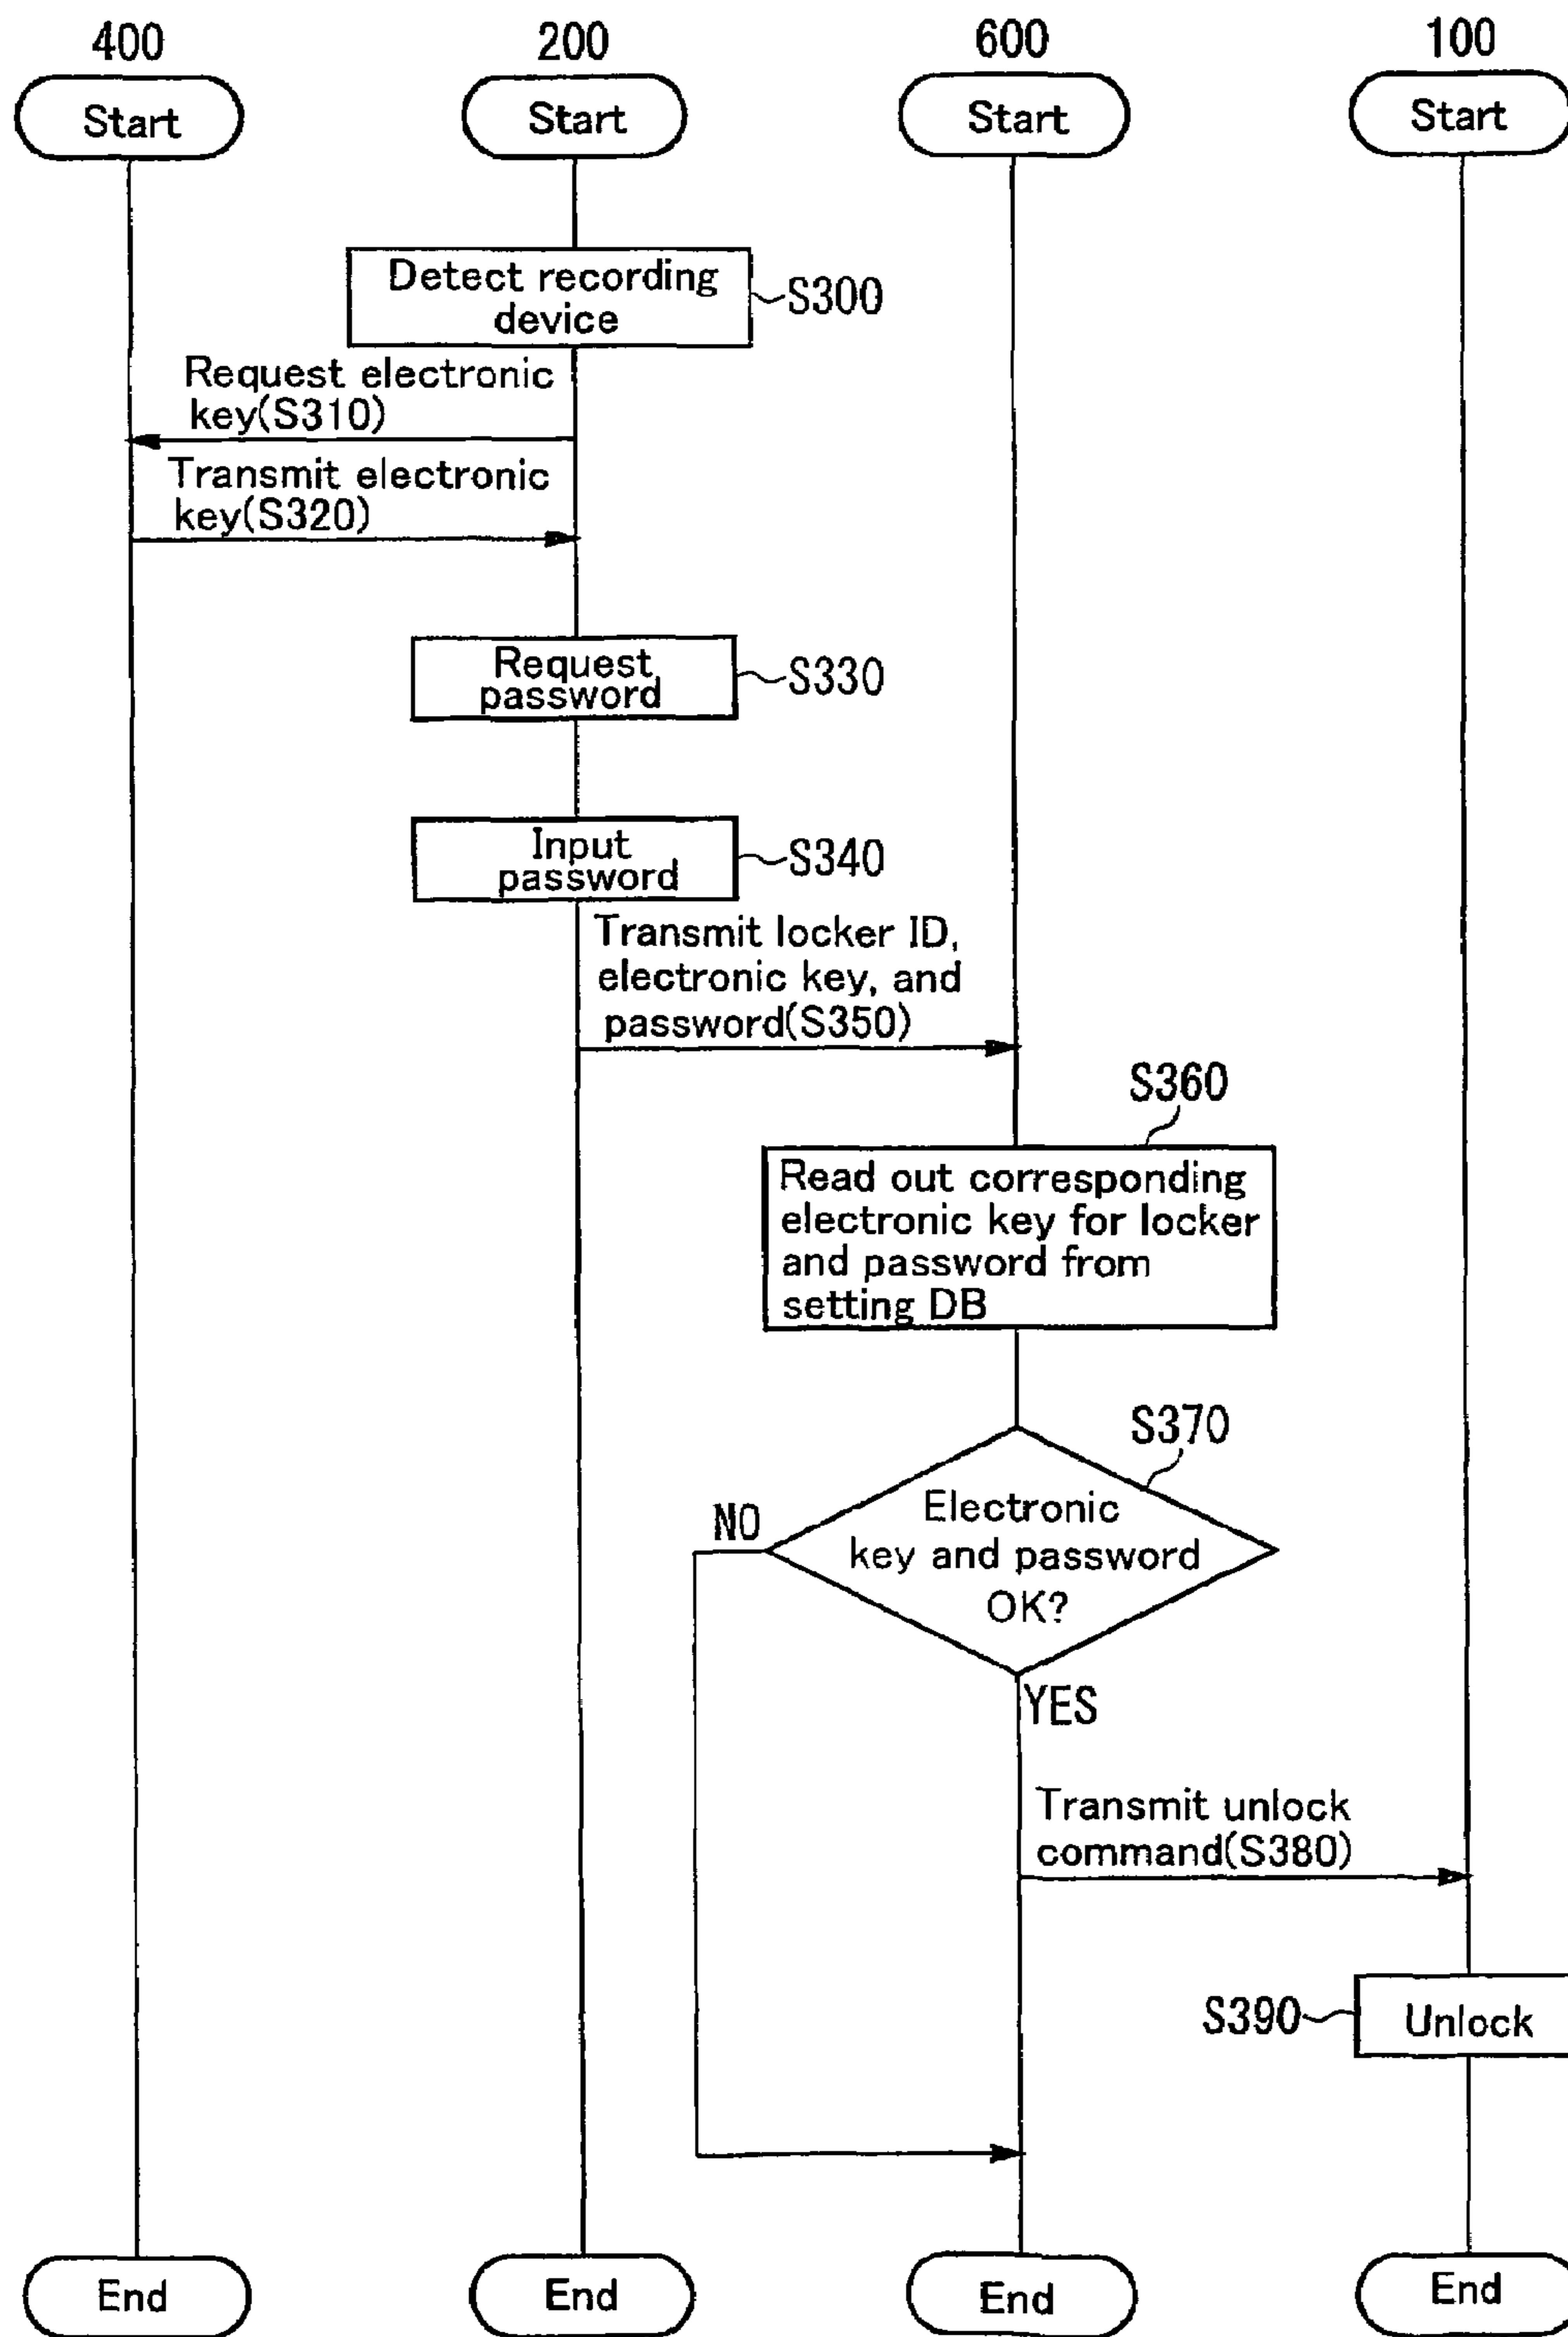 400
200
600
100
Start
Start
Start
Start
Detect recording
device
S300
Request electronic
key(S310)
Transmit electronic
key(S320)
Request
password
S330
Input
password
S340
Transmit locker ID,
electronic key, and
password(S350)
S360
Read out corresponding
electronic key for locker
and password from
setting DB
S370
Electronic
key and password
OK?
NO
YES
Transmit unlock
command(S380)
S390
Unlock
End
End
End
End